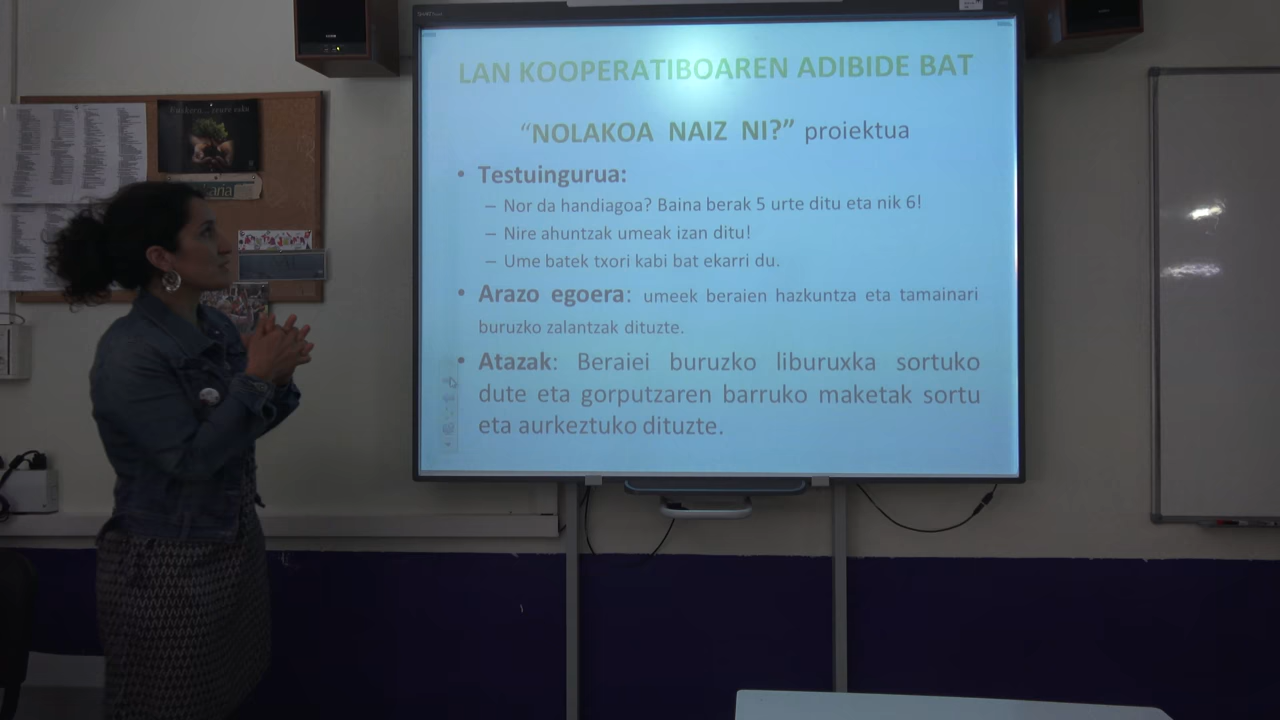 LAN KOOPERATIBOAREN ADIBIDE BAT
“NOLAKOA NAIZ NI?” proiektua
• Testuingurua:
– Nor da handiagoa? Baina berak 5 urte ditu eta nik 6!
– Nire ahuntzak umeak izan ditu!
– Ume batek txori kabi bat ekarri du.
• Arazo egoera: umeek beraien hazkuntza eta tamainari
buruzko zalantzak dituzte.
• Atazak: Beraiei buruzko liburuxka sortuko
dute eta gorputzaren barruko maketak sortu
eta aurkeztuko dituzte.